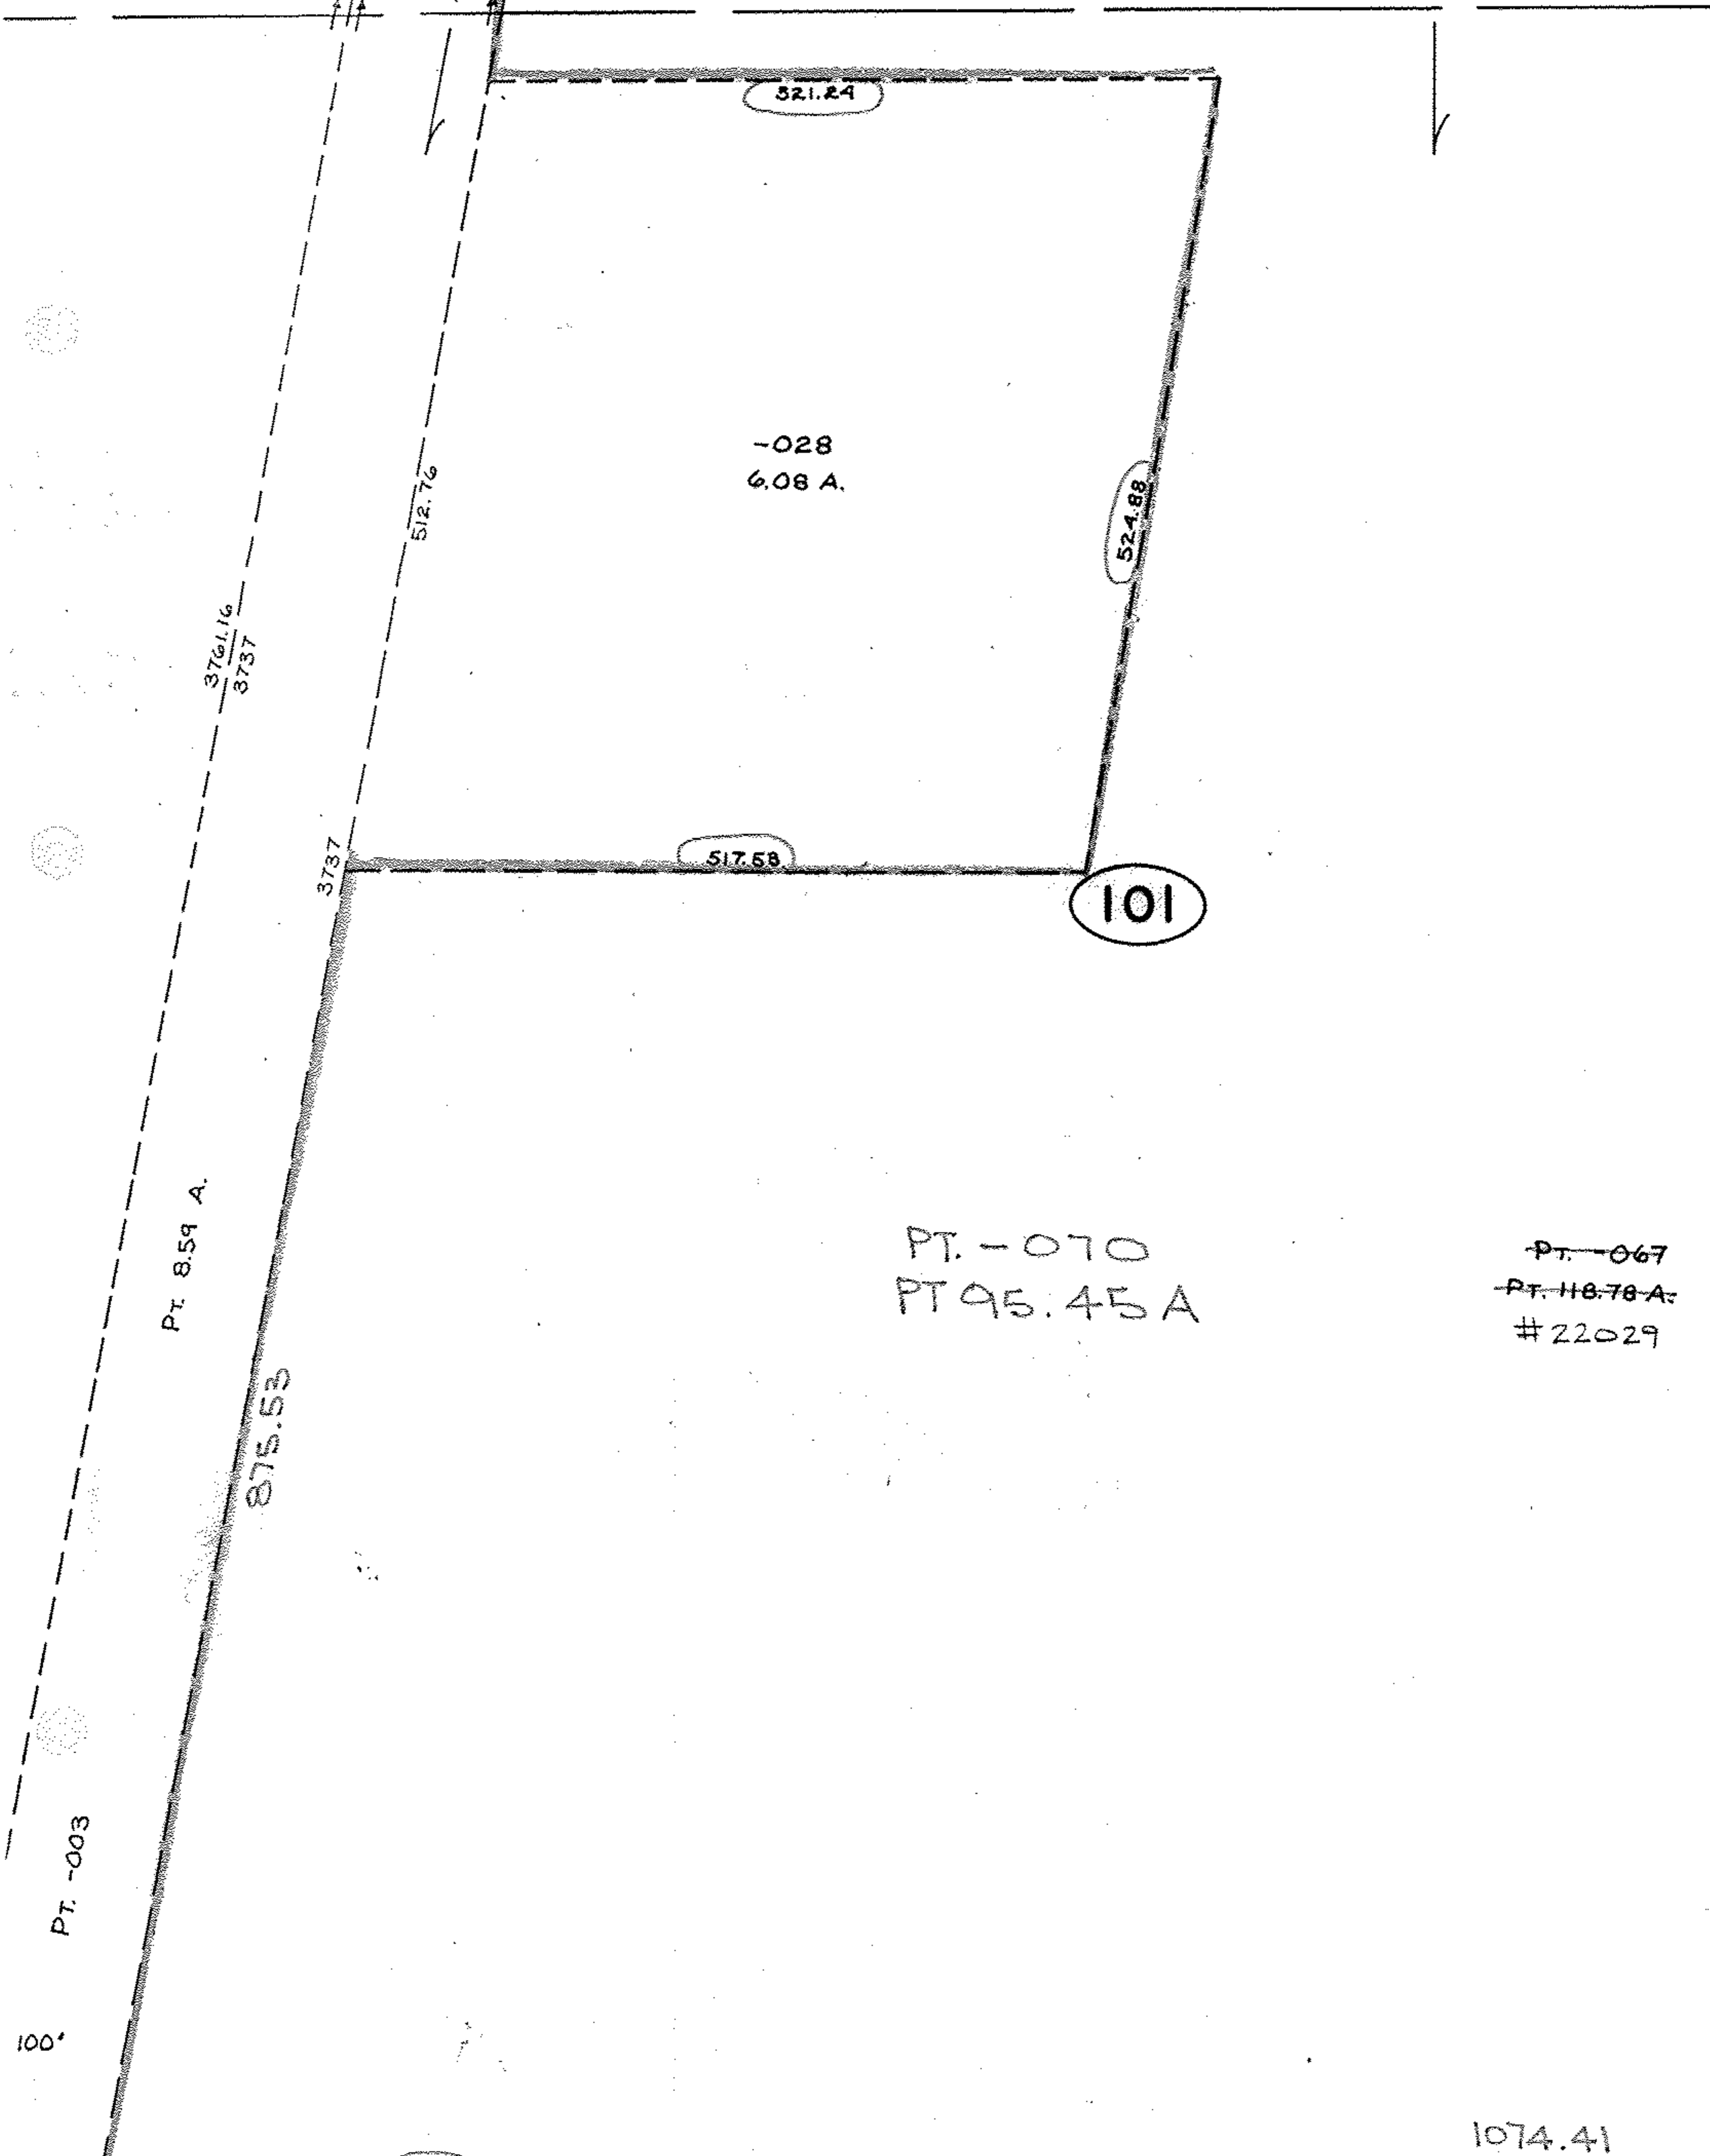 521.24
-028
6.08 A.
512.76
524.88
3761.16
3737
3737
517.58
101
PT. 8.59 A.
PT. -070
PT 95.45 A
PT. -067
PT. 118.78 A.
#22029
875.53
PT. -003
100'
1074.41